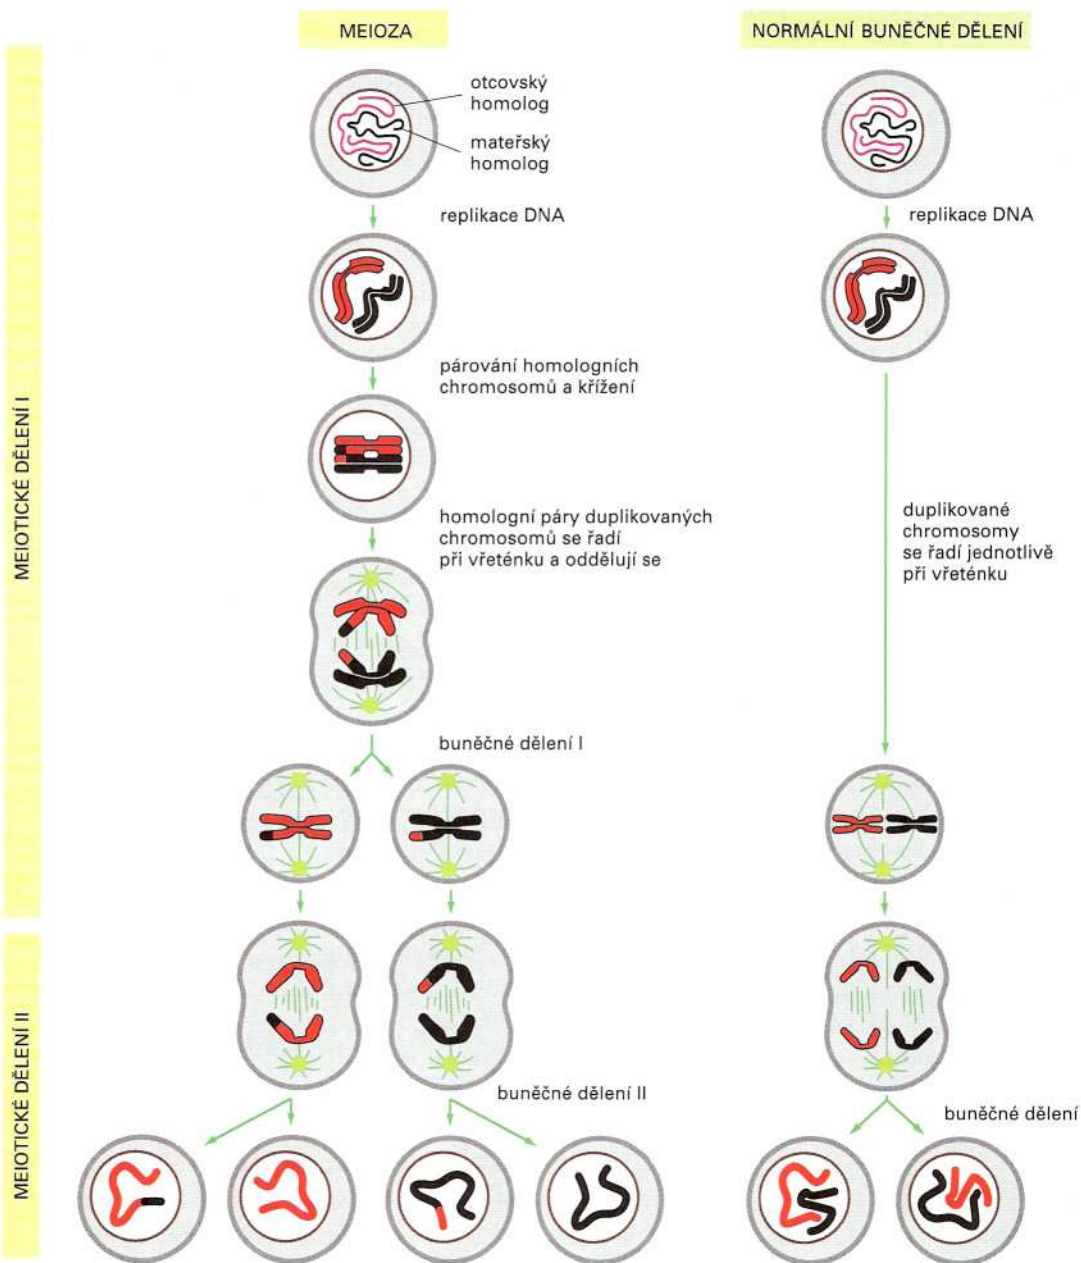 MEIOZA
NORMÁLNÍ BUNĚČNÉ DĚLENÍ
MEIOTICKÉ DĚLENÍ I
MEIOTICKÉ DĚLENÍ II
otcovský
homolog
mateřský
homolog
replikace DNA
párování homologních
chromosomů a křížení
homologní páry duplikovaných
chromosomů se řadí
při vřeténku a oddělují se
buněčné dělení I
buněčné dělení II
replikace DNA
duplikované
chromosomy
se řadí jednotlivě
při vřeténku
buněčné dělení